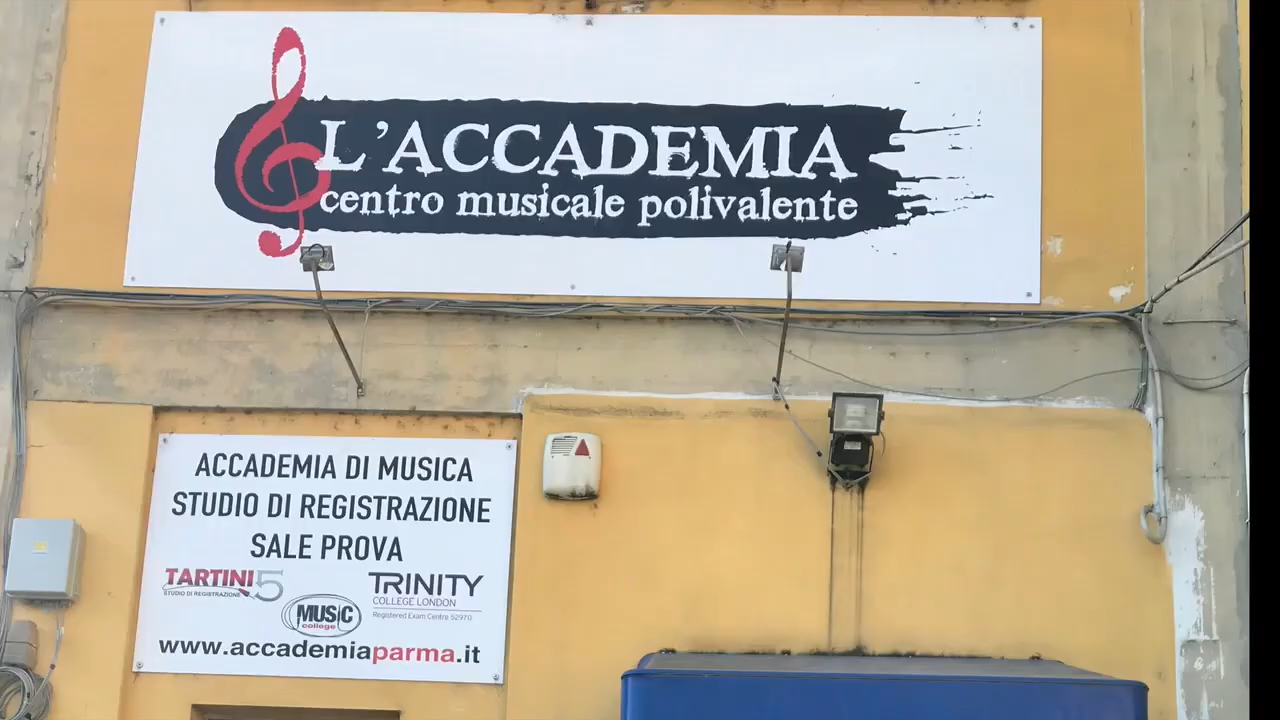 L'ACCADEMIA
centro musicale polivalente
ACCADEMIA DI MUSICA
STUDIO DI REGISTRAZIONE
SALE PROVA
TARTINI5
STUDIO DI REGISTRAZIONE
TRINITY
COLLEGE LONDON
Registered Exam Centre 52970
MUSIC
college
www.accademiaparma.it